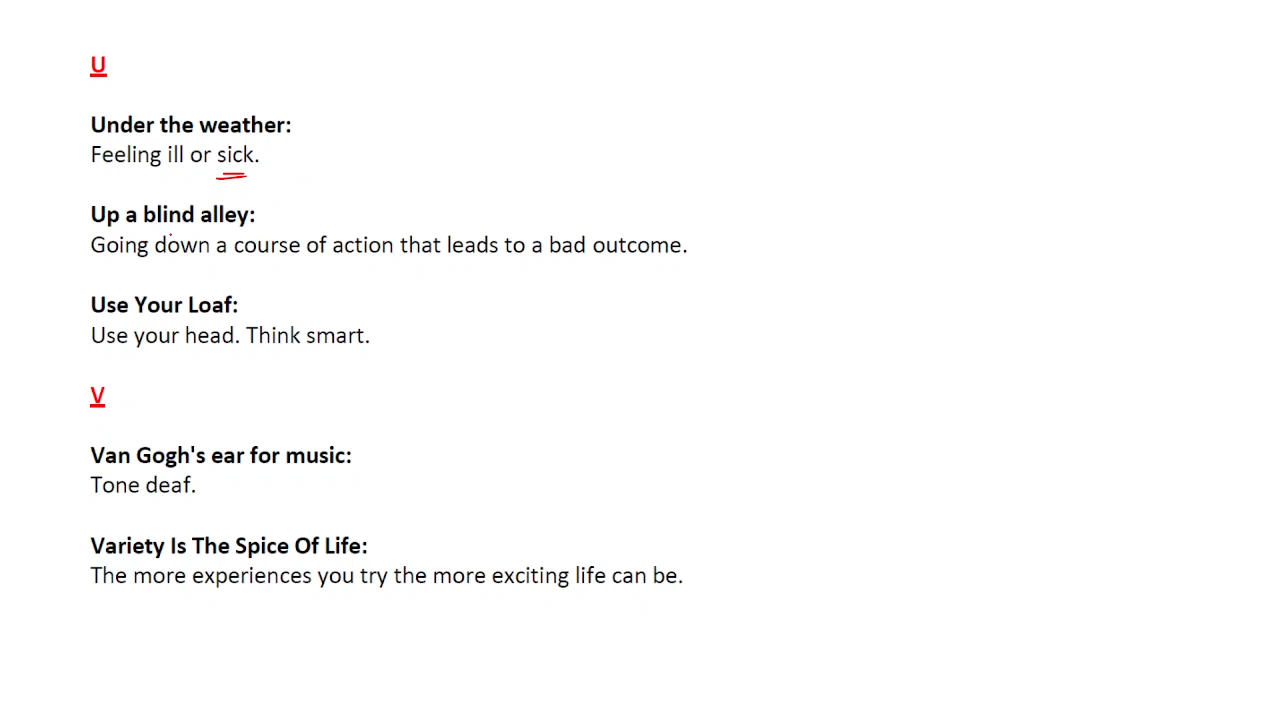 U
Under the weather:
Feeling ill or sick.
Up a blind alley:
Going down a course of action that leads to a bad outcome.
Use Your Loaf:
Use your head. Think smart.
V
Van Gogh's ear for music:
Tone deaf.
Variety Is The Spice Of Life:
The more experiences you try the more exciting life can be.